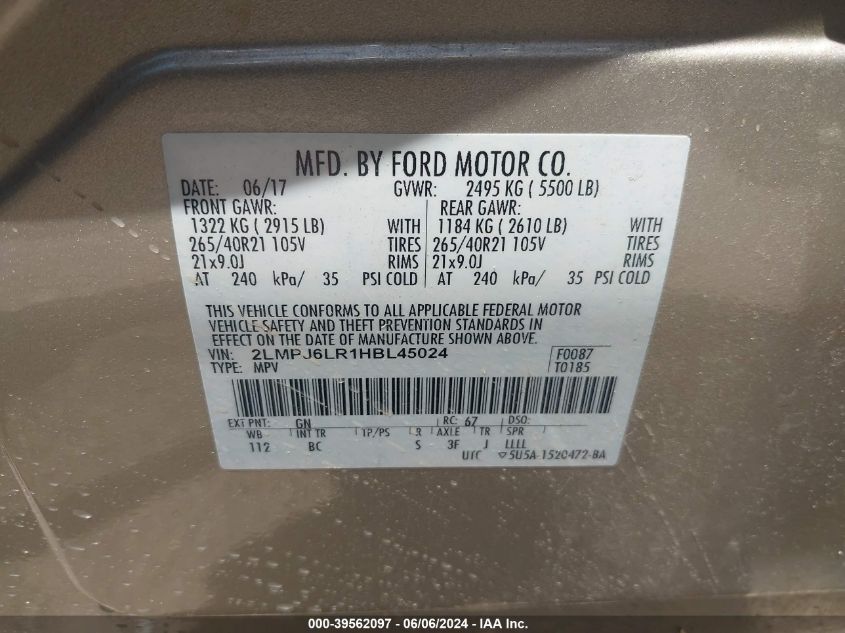 MFD. BY FORD MOTOR CO.
DATE: 06/17 GVWR: 2495 KG ( 5500 LB)
FRONT GAWR: REAR GAWR:
1322 KG ( 2915 LB) WITH 1184 KG ( 2610 LB) WITH
265/40R21 105V TIRES 265/40R21 105V TIRES
21x9.0J RIMS 21x9.0J RIMS
AT 240 kPa/ 35 PSI COLD AT 240 kPa/ 35 PSI COLD
THIS VEHICLE CONFORMS TO ALL APPLICABLE FEDERAL MOTOR
VEHICLE SAFETY AND THEFT PREVENTION STANDARDS IN
EFFECT ON THE DATE OF MANUFACTURE SHOWN ABOVE.
VIN: 2LMPJ6LR1HBL45024 F0087
TYPE: MPV T0185
EXT PNT: GN RC: 67 DSO:
WB INT TR TP/PS R AXLE TR SPR
112 BC S 3F J LLLL
UTC ▽5U5A-1520472-BA
000-39562097 - 06/06/2024 - IAA Inc.